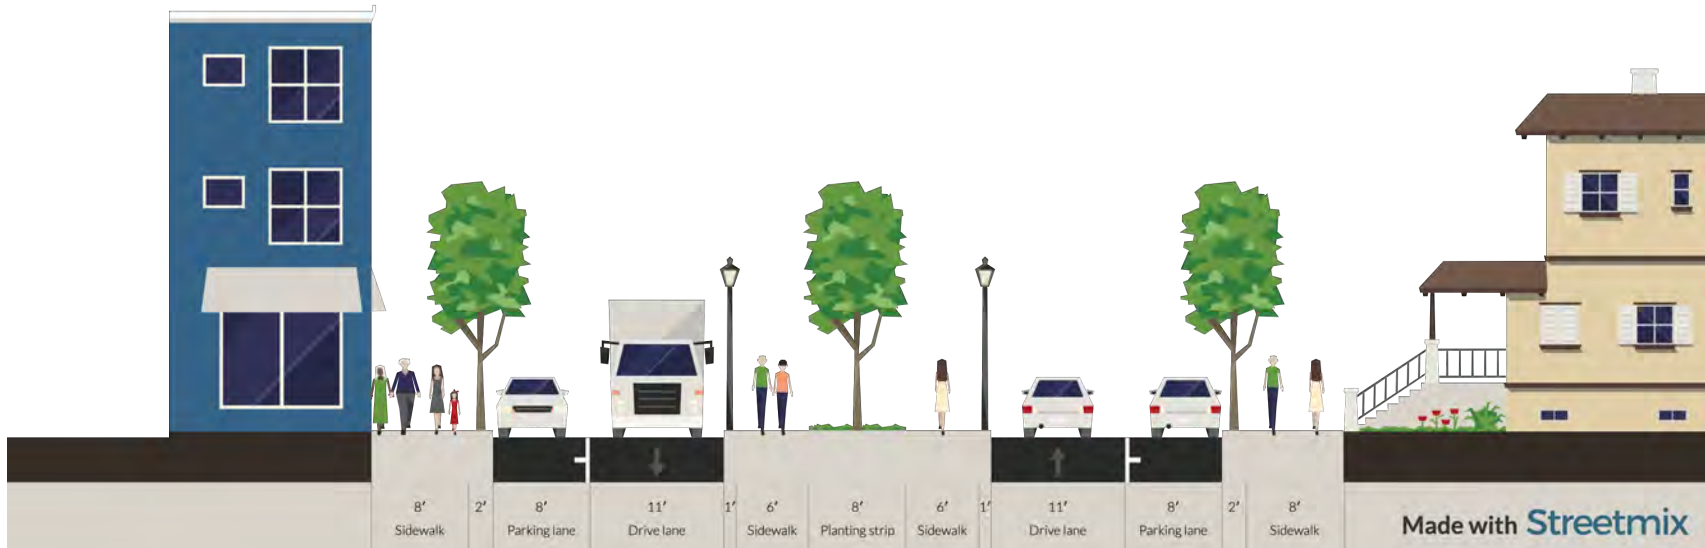 8’ 2’ 8’ 11’ 1’ 6’ 8’ 6’ 1’ 11’ 8’ 2’ 8’
Sidewalk Parking lane Drive lane Sidewalk Planting strip Sidewalk Drive lane Parking lane Sidewalk
Made with Streetmix